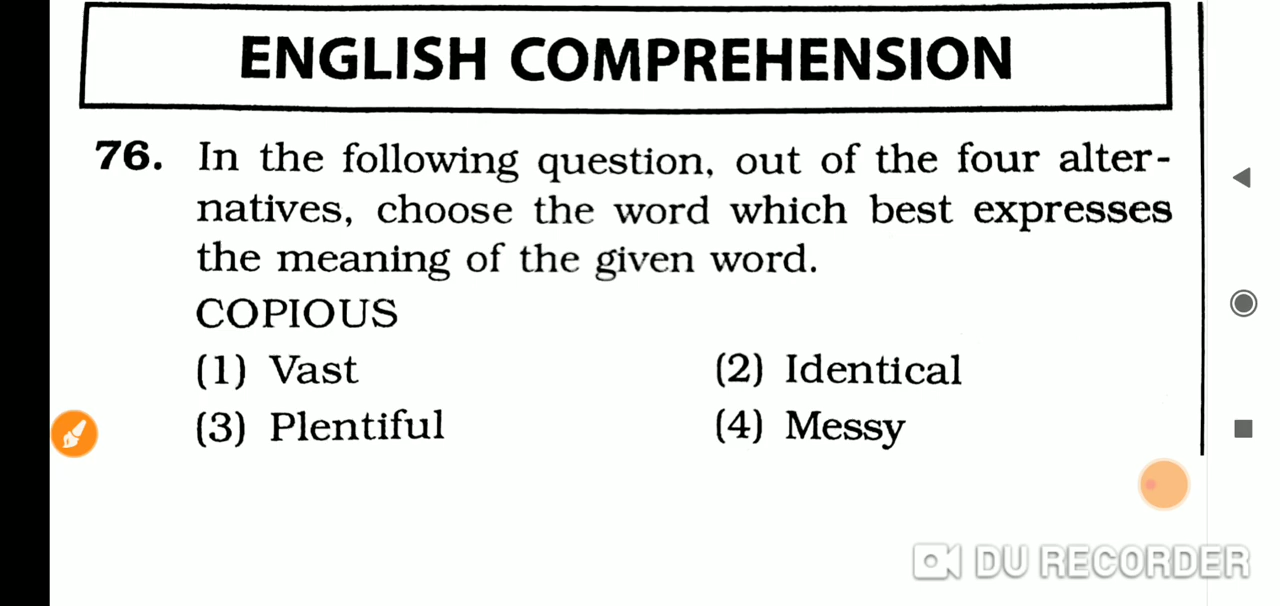 ENGLISH COMPREHENSION
76. In the following question, out of the four alter-
natives, choose the word which best expresses
the meaning of the given word.
COPIOUS
(1) Vast (2) Identical
(3) Plentiful (4) Messy
DU RECORDER